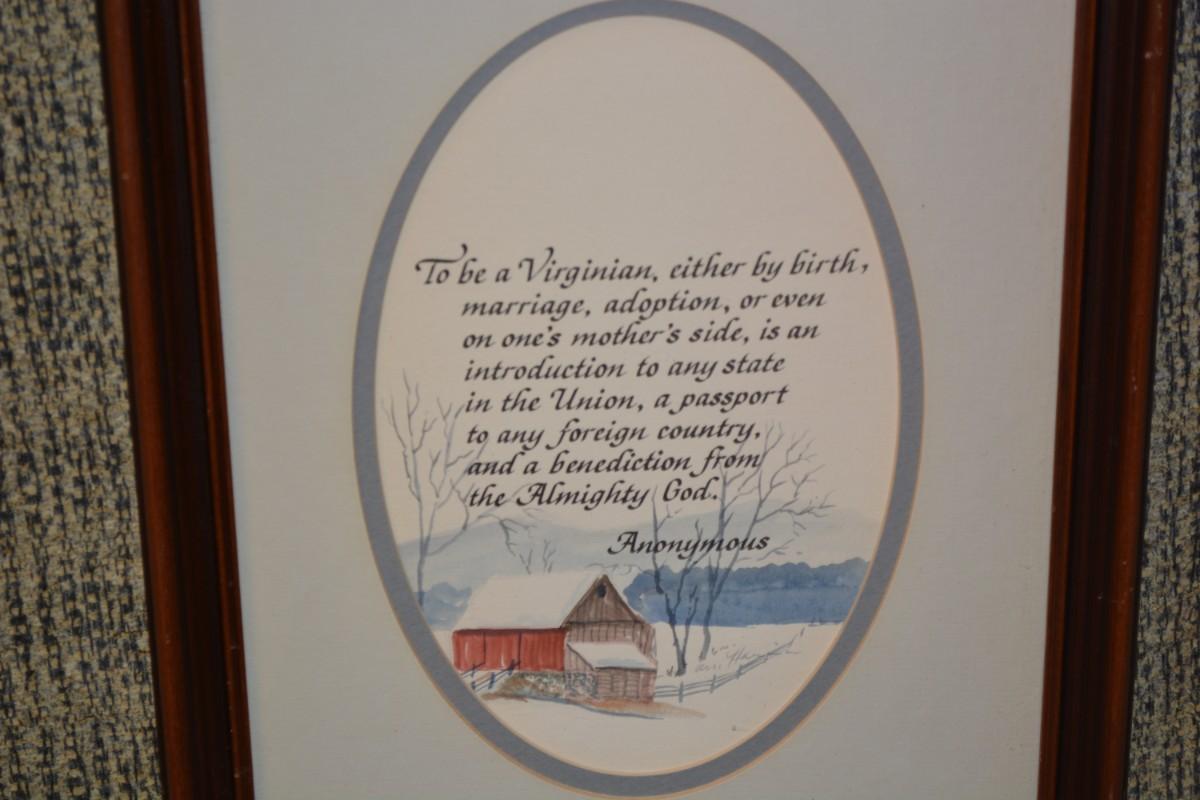 To be a Virginian, either by birth,
marriage, adoption, or even
on one's mother's side, is an
introduction to any state
in the Union, a passport
to any foreign country,
and a benediction from
the Almighty God.
Anonymous